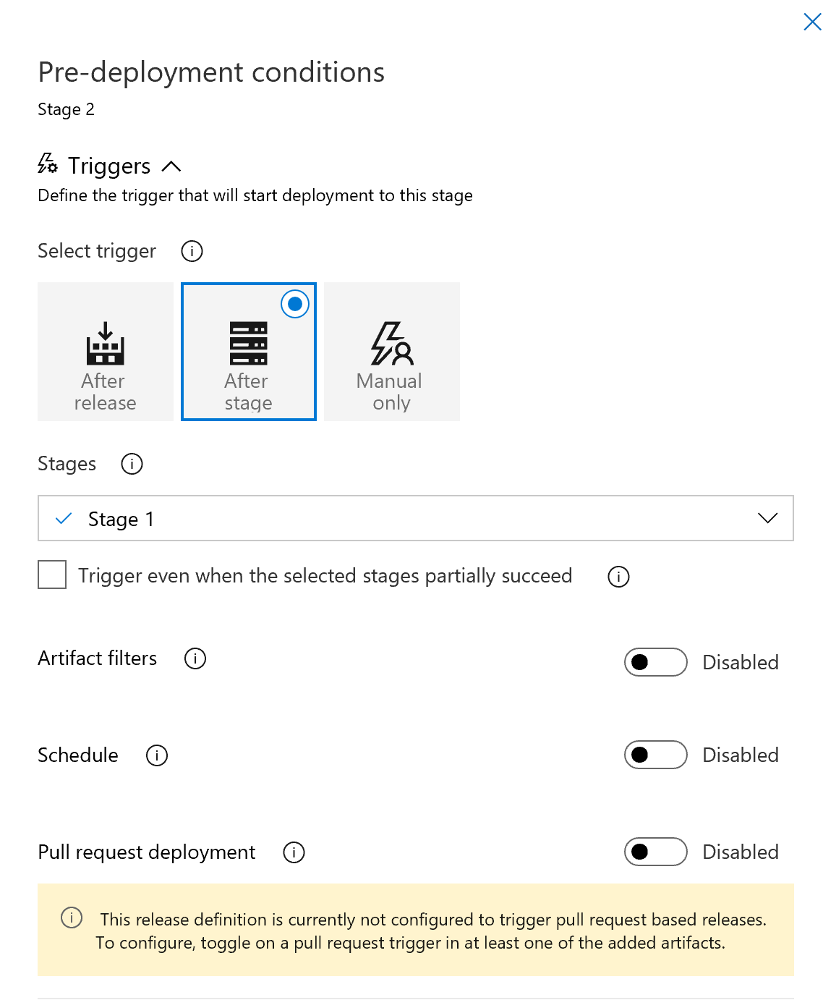 Pre-deployment conditions
Stage 2
Triggers
Define the trigger that will start deployment to this stage
Select trigger
After
release
After
stage
Manual
only
Stages
Stage 1
Trigger even when the selected stages partially succeed
Artifact filters
Disabled
Schedule
Disabled
Pull request deployment
Disabled
This release definition is currently not configured to trigger pull request based releases.
To configure, toggle on a pull request trigger in at least one of the added artifacts.